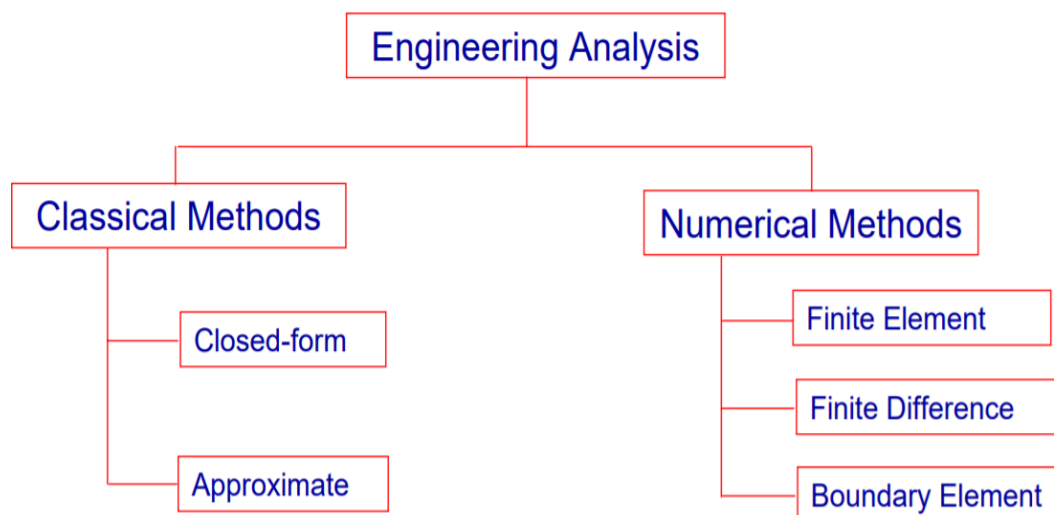 Engineering Analysis
Classical Methods
Closed-form
Approximate
Numerical Methods
Finite Element
Finite Difference
Boundary Element